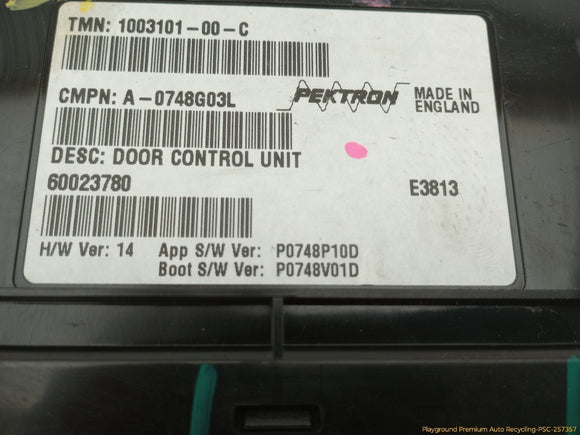 TMN: 1003101-00-C
CMPN: A-0748G03L
PEKTRON
MADE IN
ENGLAND
DESC: DOOR CONTROL UNIT
60023780
E3813
H/W Ver: 14 App S/W Ver: P0748P10D
Boot S/W Ver: P0748V01D
Playground Premium Auto Recycling-PSC-257357